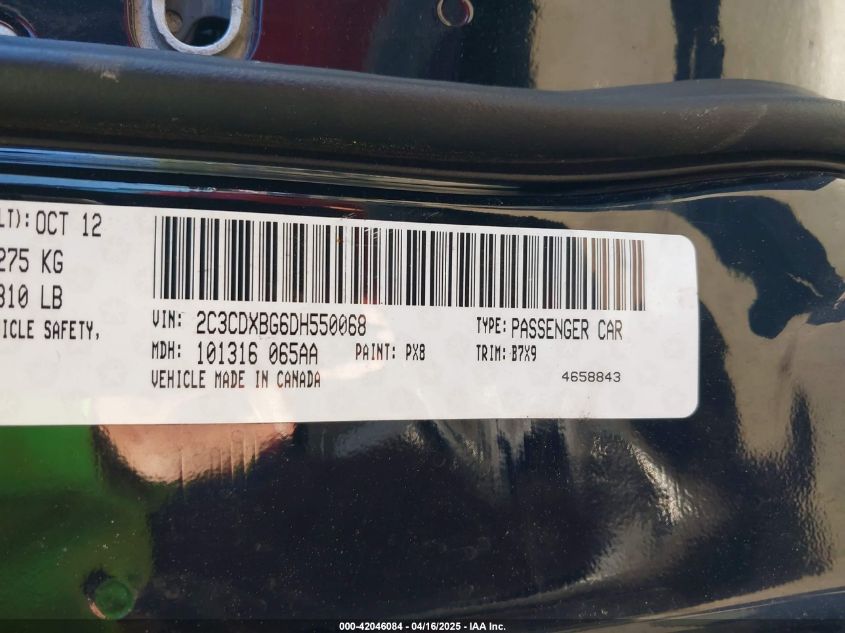 LT): OCT 12
275 KG
310 LB
ICLE SAFETY,
VIN: 2C3CDXBG6DH550068 TYPE: PASSENGER CAR
MDH: 101316 065AA PAINT: PX8 TRIM: B7X9
VEHICLE MADE IN CANADA 4658843
000-42046084 - 04/16/2025 - IAA Inc.